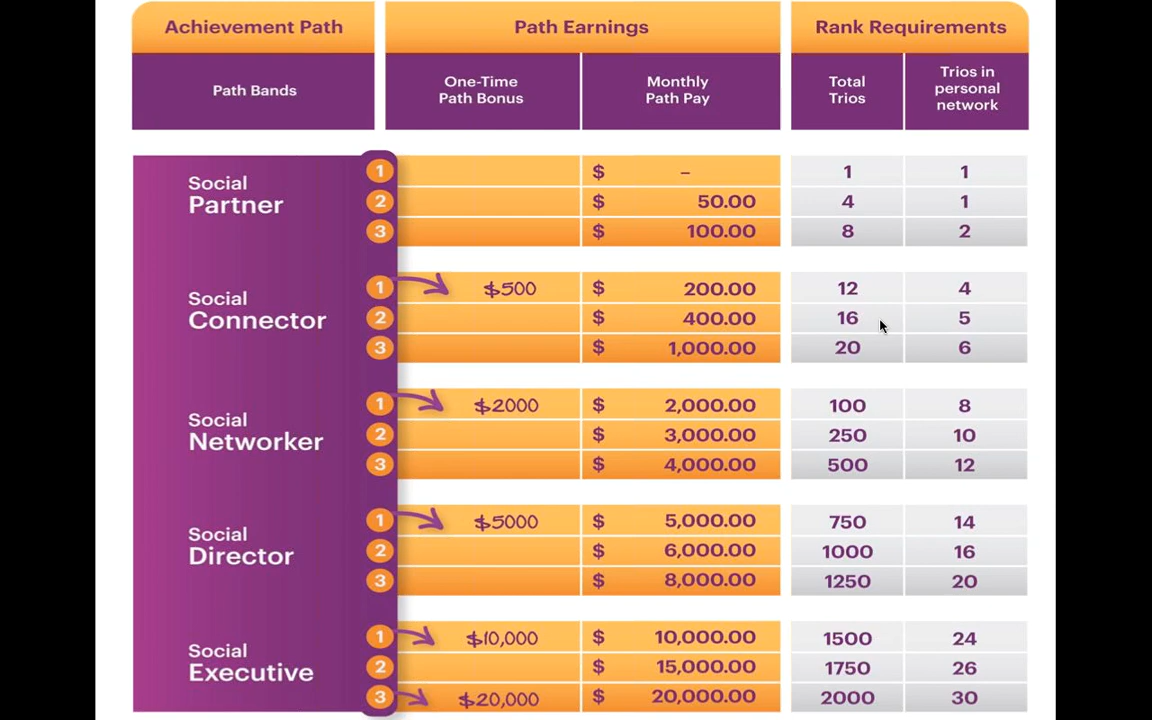 Achievement Path Path Earnings Rank Requirements
Path Bands
One-Time
Path Bonus
Monthly
Path Pay
Total
Trios
Trios in
personal
network
Social
Partner
1 $ – 1 1
2 $ 50.00 4 1
3 $ 100.00 8 2
Social
Connector
1 $500 $ 200.00 12 4
2 $ 400.00 16 5
3 $ 1,000.00 20 6
Social
Networker
1 $2000 $ 2,000.00 100 8
2 $ 3,000.00 250 10
3 $ 4,000.00 500 12
Social
Director
1 $5000 $ 5,000.00 750 14
2 $ 6,000.00 1000 16
3 $ 8,000.00 1250 20
Social
Executive
1 $10,000 $ 10,000.00 1500 24
2 $ 15,000.00 1750 26
3 $20,000 $ 20,000.00 2000 30